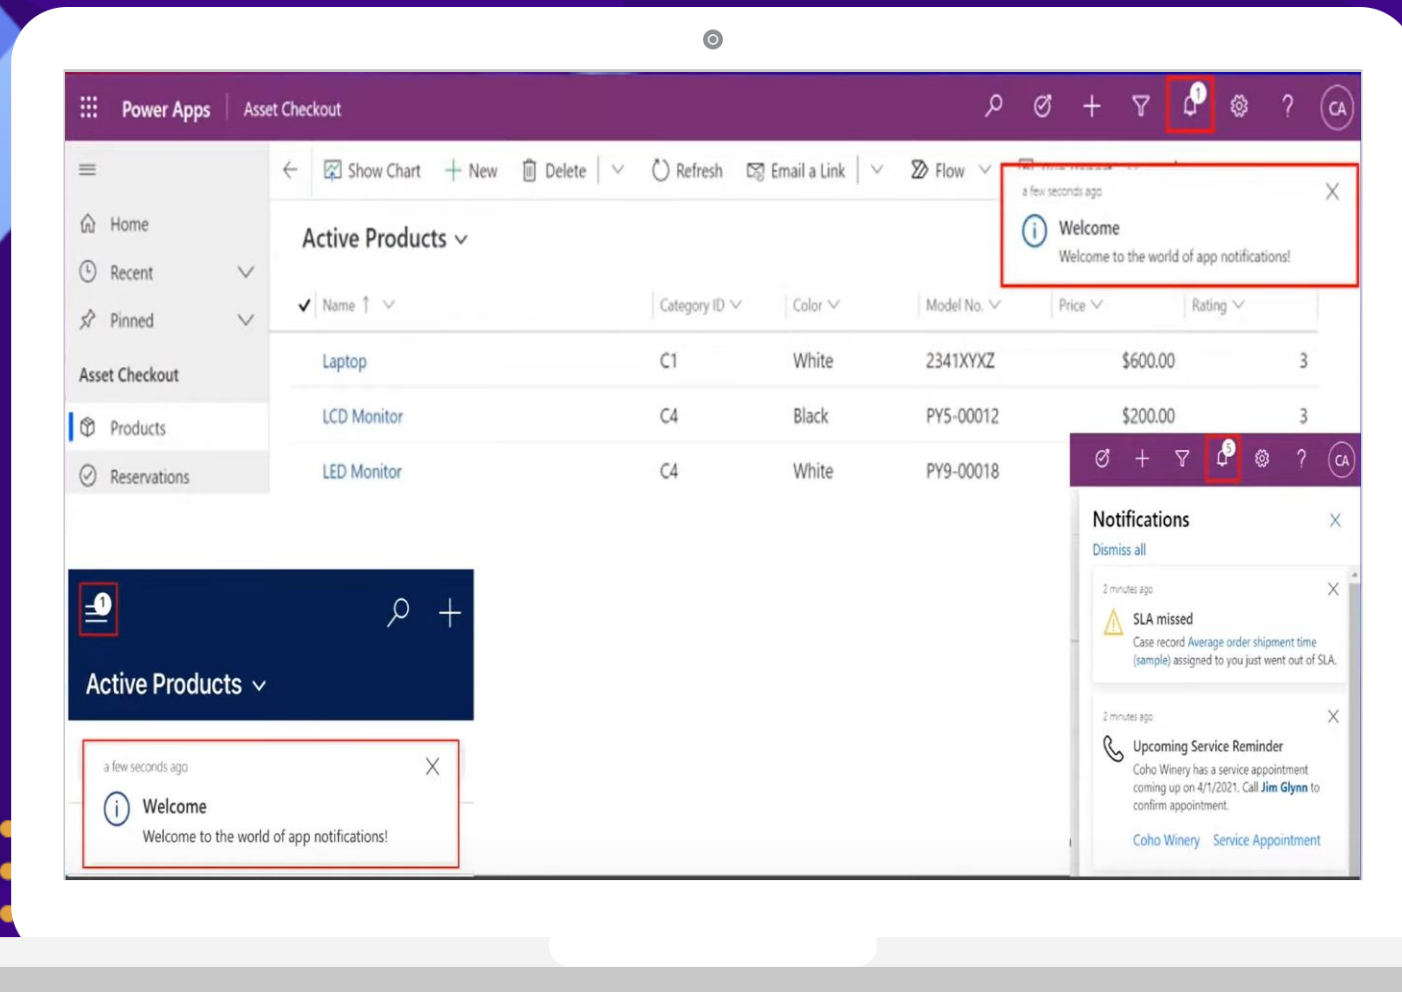 Power Apps Asset Checkout 1 CA
Show Chart New Delete Refresh Email a Link Flow
a few seconds ago
Welcome
Welcome to the world of app notifications!
Home
Recent
Pinned
Asset Checkout
Products
Reservations
Active Products
Name ↑ Category ID Color Model No. Price Rating
Laptop C1 White 2341XYXZ $600.00 3
LCD Monitor C4 Black PY5-00012 $200.00 3
LED Monitor C4 White PY9-00018
5 CA
Notifications
Dismiss all
2 minutes ago
SLA missed
Case record Average order shipment time
(sample) assigned to you just went out of SLA.
2 minutes ago
Upcoming Service Reminder
Coho Winery has a service appointment
coming up on 4/1/2021. Call Jim Glynn to
confirm appointment.
Coho Winery Service Appointment
1
Active Products
a few seconds ago
Welcome
Welcome to the world of app notifications!